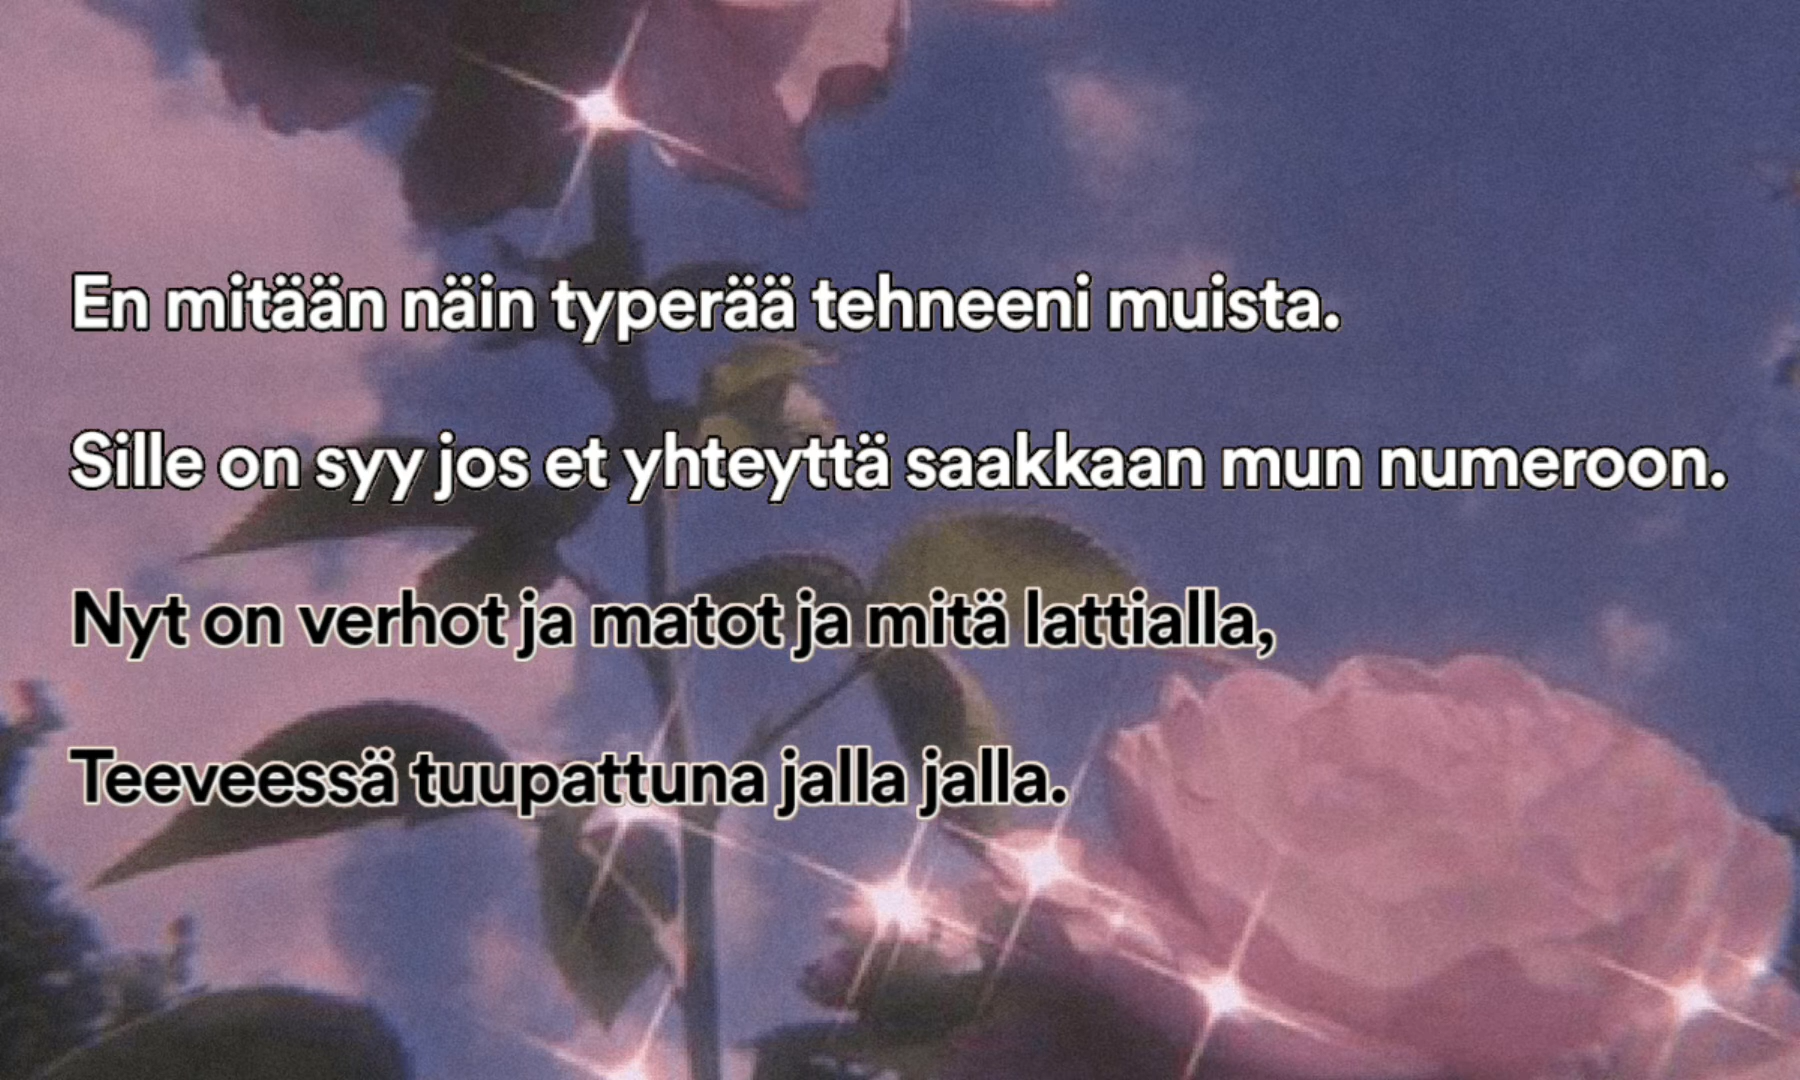 En mitään näin typerää tehneeni muista.
Sille on syy jos et yhteyttä saakkaan mun numeroon.
Nyt on verhot ja matot ja mitä lattialla,
Teeveessä tuupattuna jalla jalla.